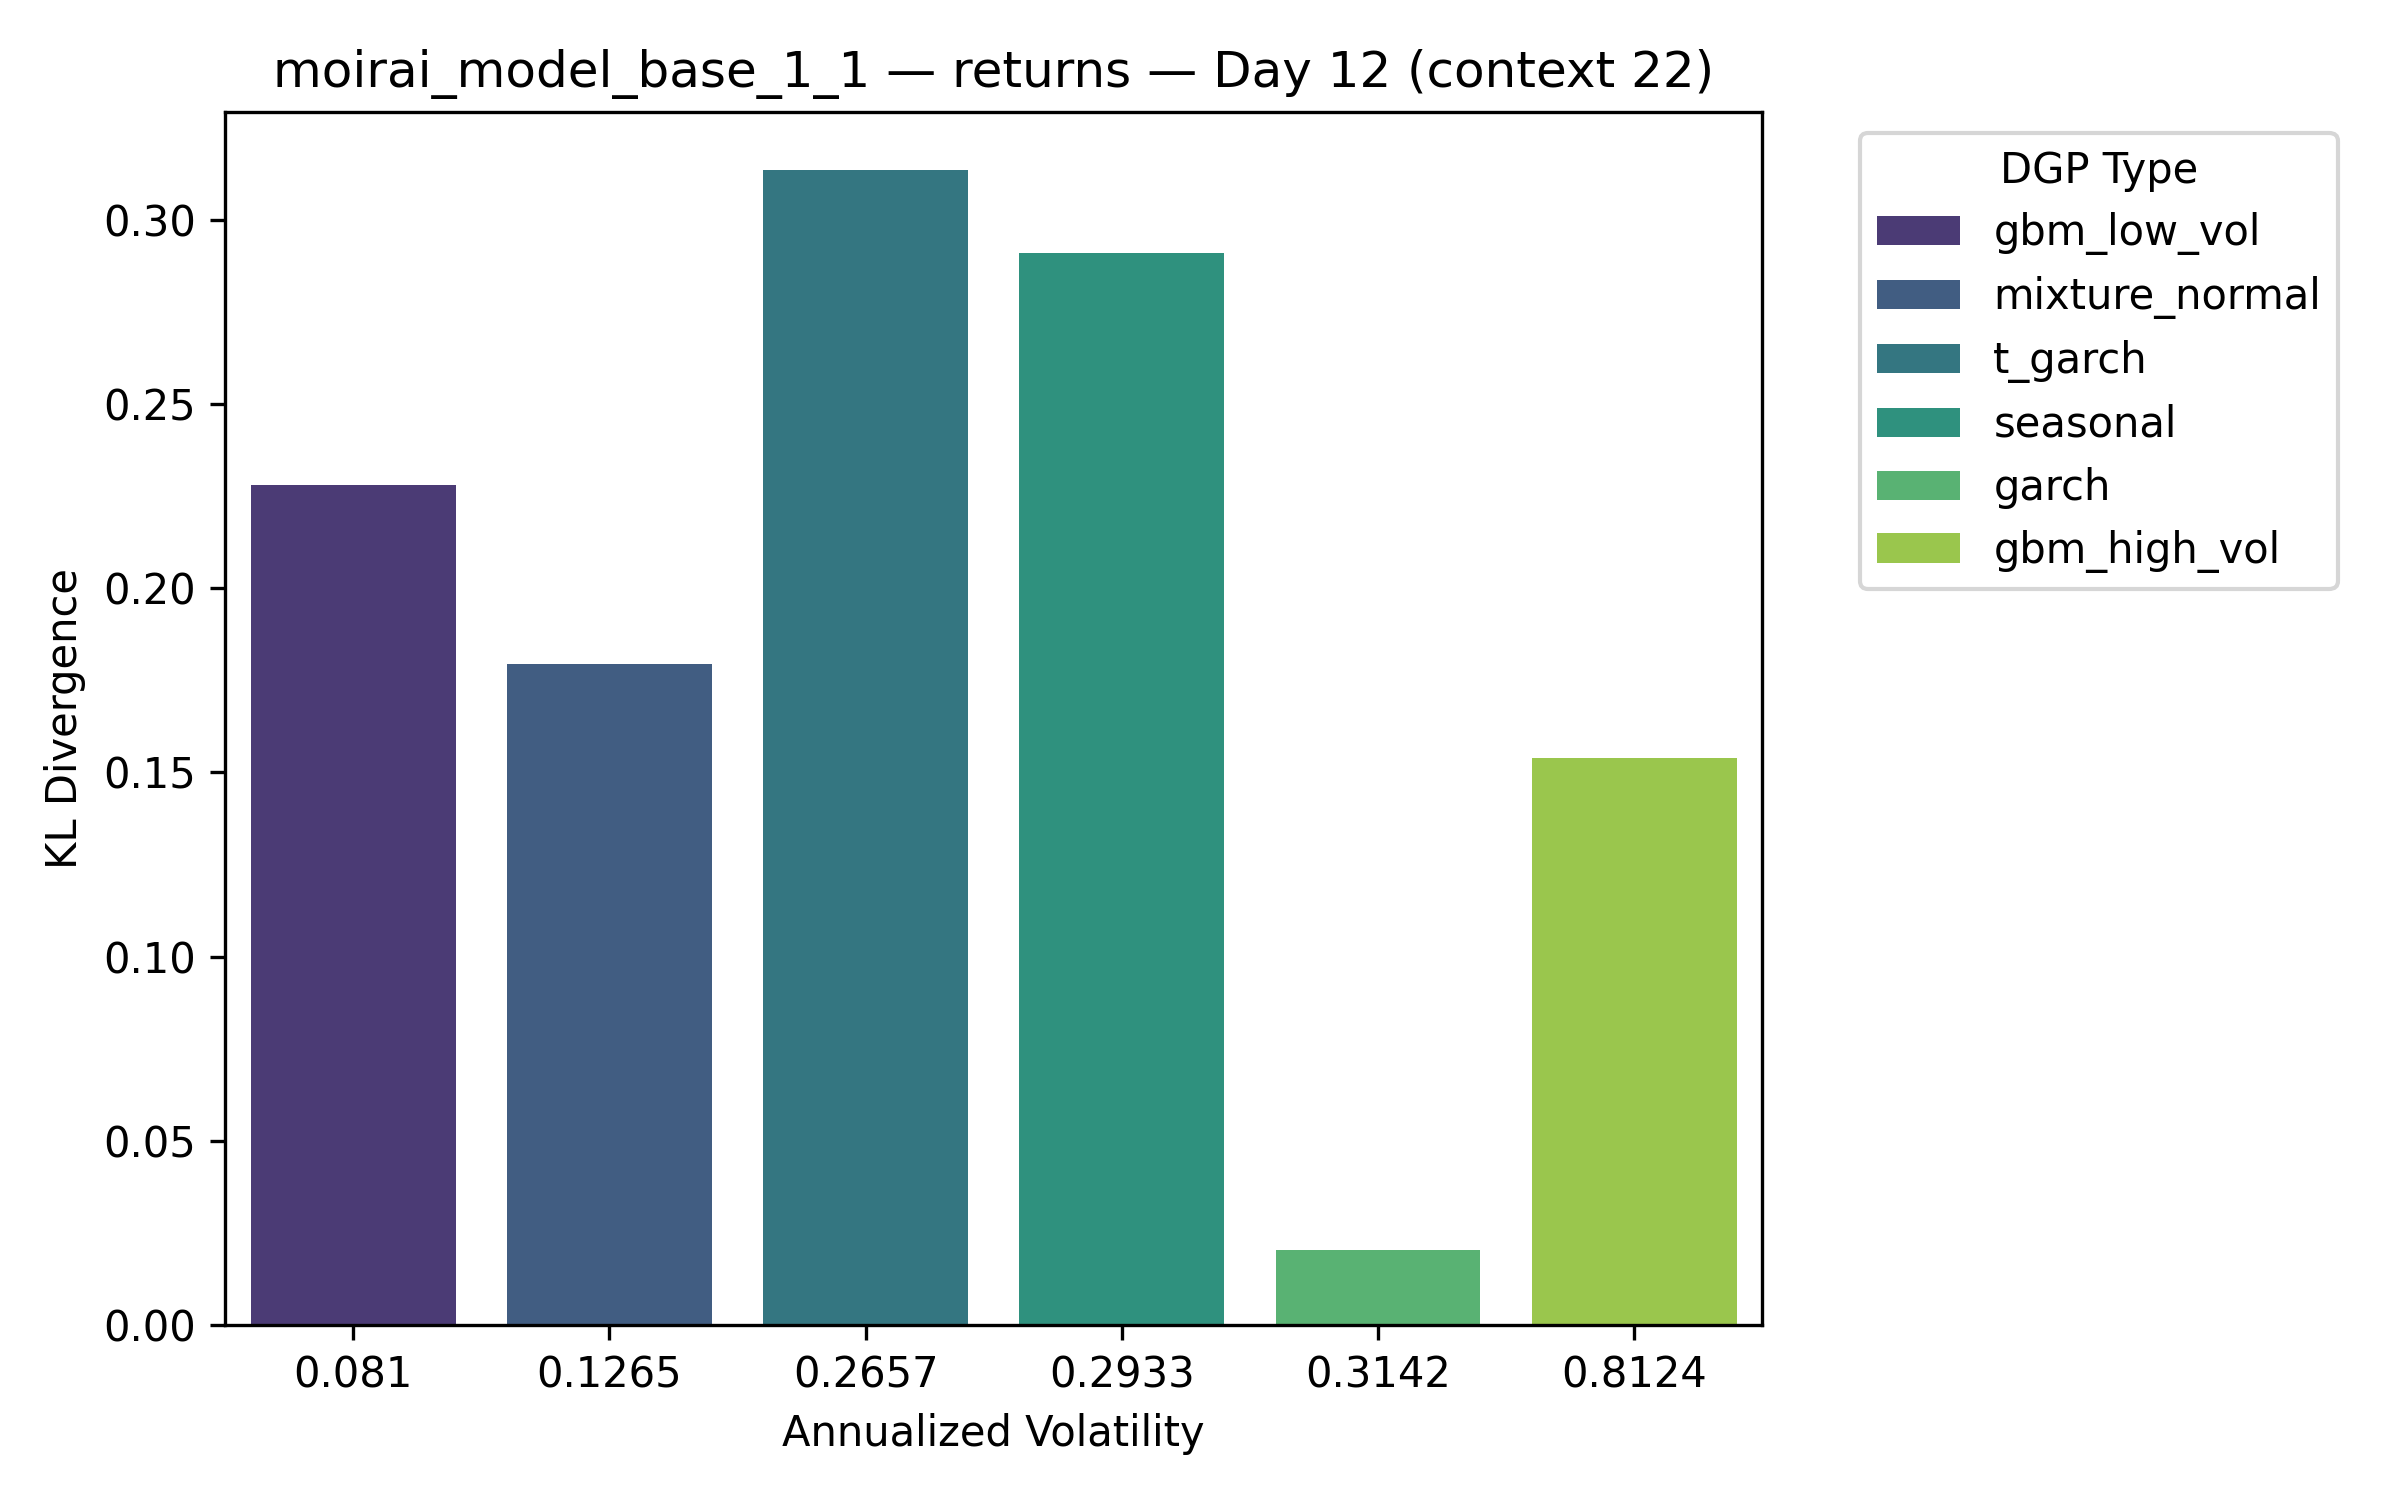 moirai_model_base_1_1 — returns — Day 12 (context 22)
KL Divergence
0.30
0.25
0.20
0.15
0.10
0.05
0.00
0.081 0.1265 0.2657 0.2933 0.3142 0.8124
Annualized Volatility
DGP Type
gbm_low_vol
mixture_normal
t_garch
seasonal
garch
gbm_high_vol